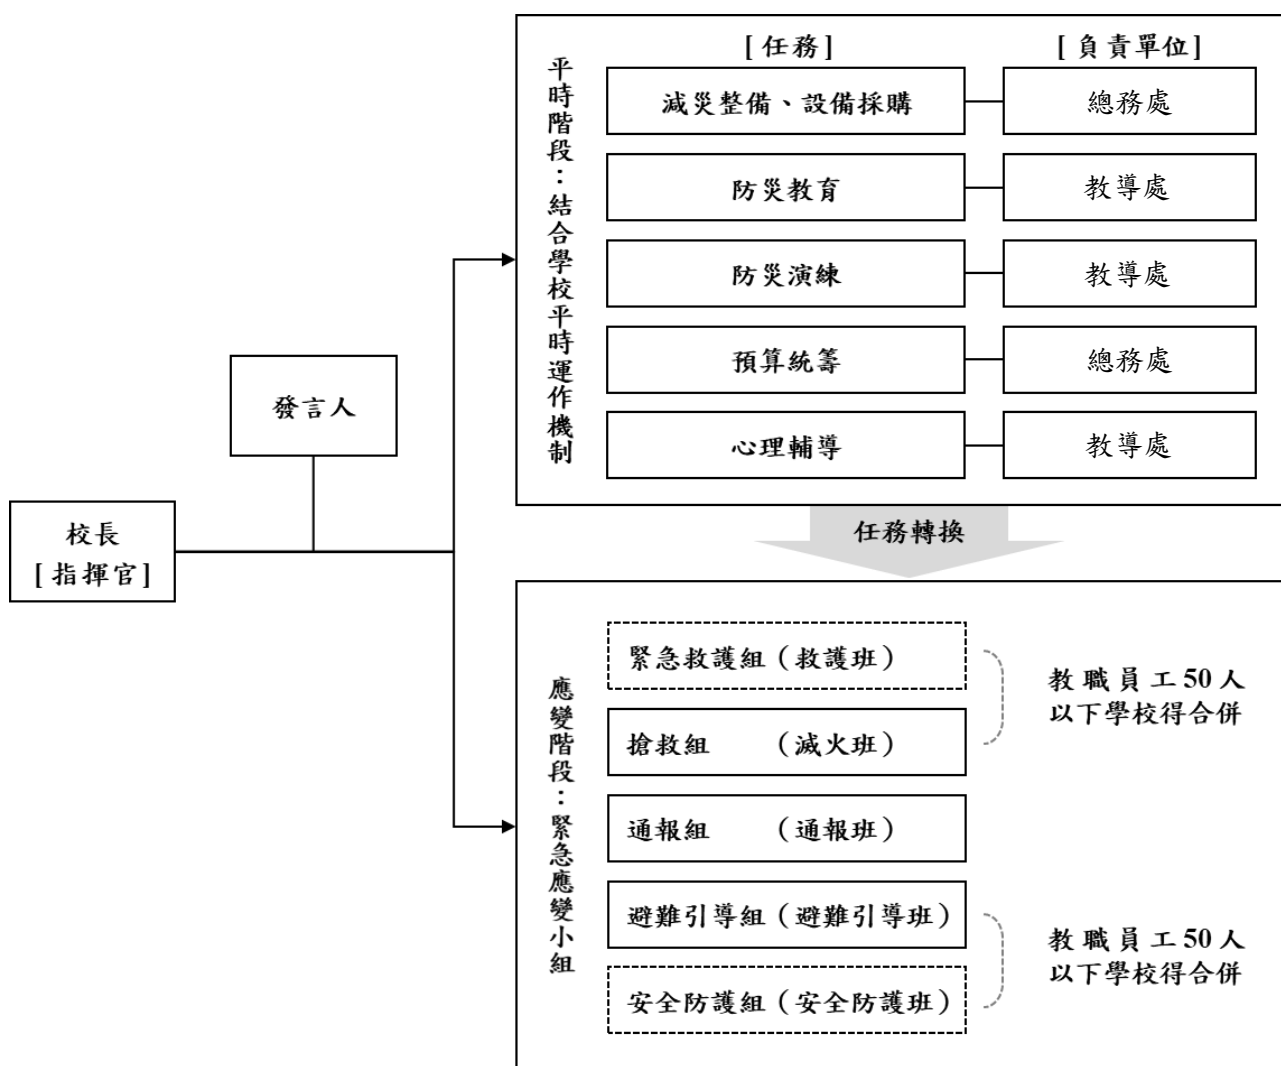 [任務]
[負責單位]
平時階段：結合學校平時運作機制
減災整備、設備採購
總務處
防災教育
教導處
防災演練
教導處
預算統籌
總務處
心理輔導
教導處
發言人
校長
[指揮官]
任務轉換
應變階段：緊急應變小組
緊急救護組（救護班）
搶救組　　（滅火班）
教職員工50人
以下學校得合併
通報組　　（通報班）
避難引導組（避難引導班）
安全防護組（安全防護班）
教職員工50人
以下學校得合併